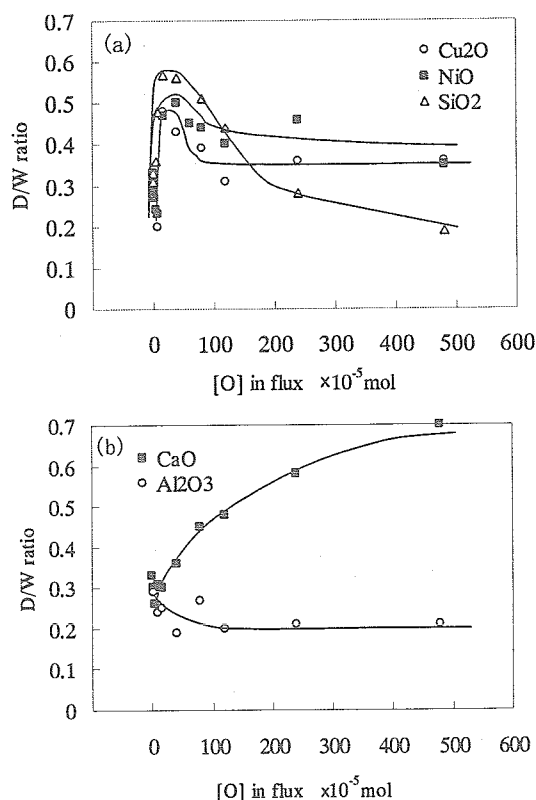 (a)
Cu2O
NiO
SiO2
0.7
0.6
0.5
0.4
0.3
0.2
0.1
0
D/W ratio
0 100 200 300 400 500 600
[O] in flux ×10-5mol
(b)
CaO
Al2O3
0.7
0.6
0.5
0.4
0.3
0.2
0.1
0
D/W ratio
0 100 200 300 400 500 600
[O] in flux ×10-5mol